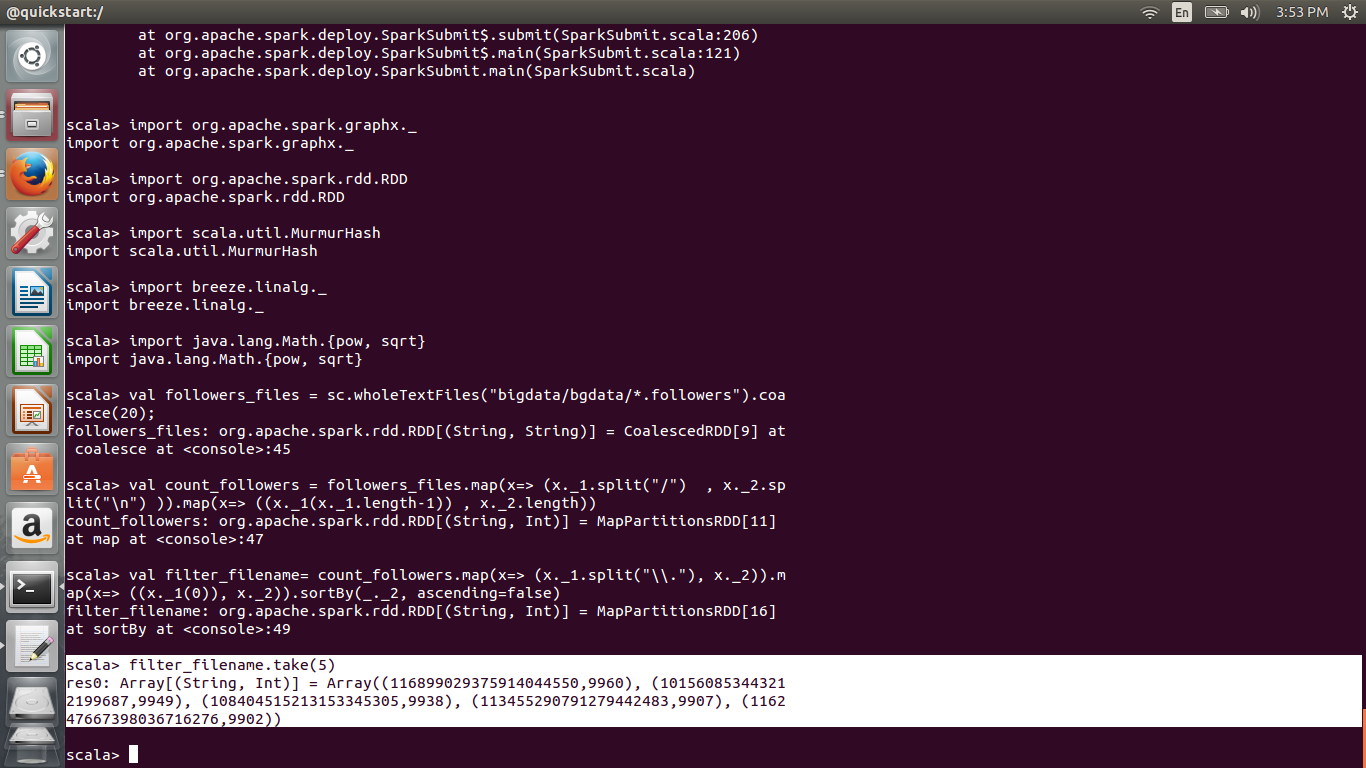 @quickstart:/
En
3:53 PM
at org.apache.spark.deploy.SparkSubmit$.submit(SparkSubmit.scala:206)
at org.apache.spark.deploy.SparkSubmit$.main(SparkSubmit.scala:121)
at org.apache.spark.deploy.SparkSubmit.main(SparkSubmit.scala)
scala> import org.apache.spark.graphx._
import org.apache.spark.graphx._
scala> import org.apache.spark.rdd.RDD
import org.apache.spark.rdd.RDD
scala> import scala.util.MurmurHash
import scala.util.MurmurHash
scala> import breeze.linalg._
import breeze.linalg._
scala> import java.lang.Math.{pow, sqrt}
import java.lang.Math.{pow, sqrt}
scala> val followers_files = sc.wholeTextFiles("bigdata/bgdata/*.followers").coa
lesce(20);
followers_files: org.apache.spark.rdd.RDD[(String, String)] = CoalescedRDD[9] at
coalesce at <console>:45
scala> val count_followers = followers_files.map(x=> (x._1.split("/")  , x._2.sp
lit("\n") )).map(x=> ((x._1(x._1.length-1)) , x._2.length))
count_followers: org.apache.spark.rdd.RDD[(String, Int)] = MapPartitionsRDD[11]
at map at <console>:47
scala> val filter_filename= count_followers.map(x=> (x._1.split("\\."), x._2)).m
ap(x=> ((x._1(0)), x._2)).sortBy(_._2, ascending=false)
filter_filename: org.apache.spark.rdd.RDD[(String, Int)] = MapPartitionsRDD[16]
at sortBy at <console>:49
scala> filter_filename.take(5)
res0: Array[(String, Int)] = Array((116899029375914044550,9960), (10156085344321
2199687,9949), (108404515213153345305,9938), (113455290791279442483,9907), (1162
47667398036716276,9902))
scala>